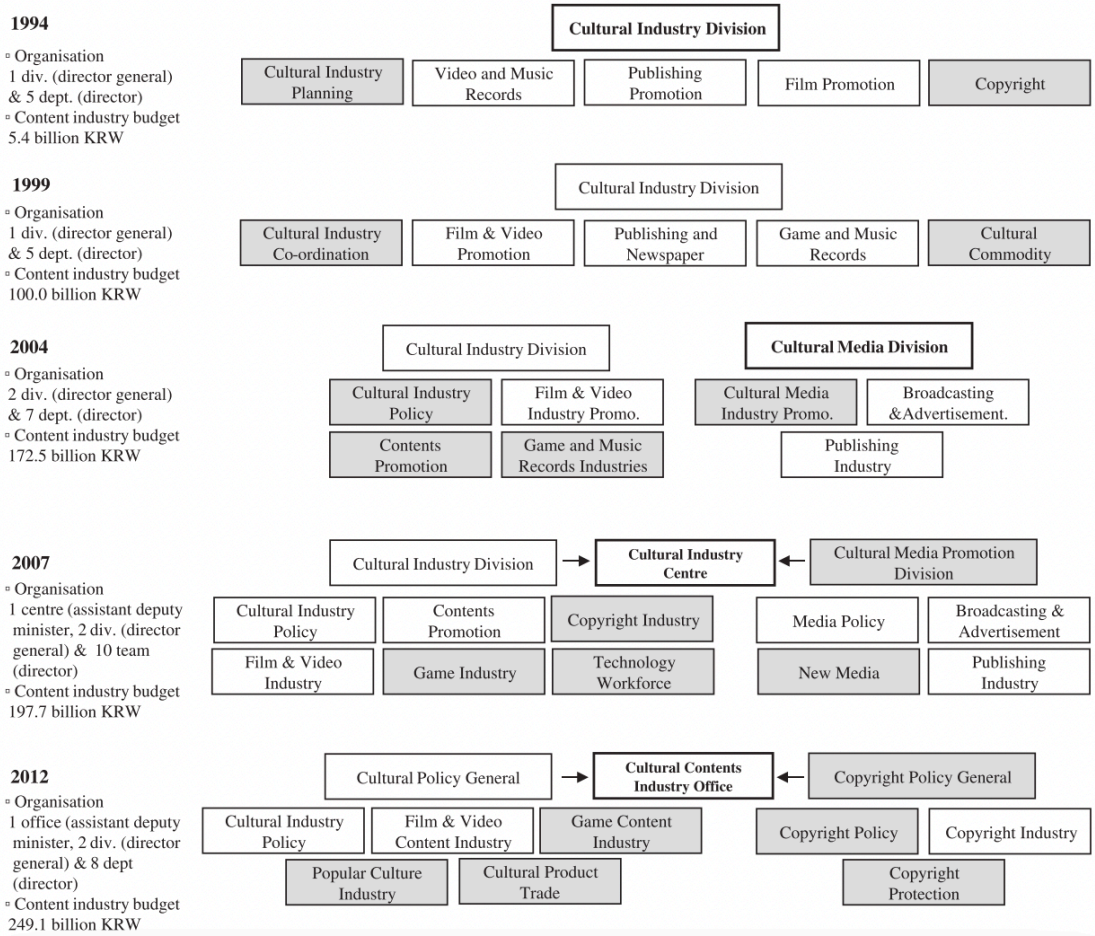 1994
▫ Organisation
1 div. (director general)
& 5 dept. (director)
▫ Content industry budget
5.4 billion KRW
Cultural Industry Division
Cultural Industry
Planning
Video and Music
Records
Publishing
Promotion
Film Promotion
Copyright
1999
▫ Organisation
1 div. (director general)
& 5 dept. (director)
▫ Content industry budget
100.0 billion KRW
Cultural Industry Division
Cultural Industry
Co-ordination
Film & Video
Promotion
Publishing and
Newspaper
Game and Music
Records
Cultural
Commodity
2004
▫ Organisation
2 div. (director general)
& 7 dept. (director)
▫ Content industry budget
172.5 billion KRW
Cultural Industry Division
Cultural Industry
Policy
Film & Video
Industry Promo.
Contents
Promotion
Game and Music
Records Industries
Cultural Media Division
Cultural Media
Industry Promo.
Broadcasting
&Advertisement.
Publishing
Industry
2007
▫ Organisation
1 centre (assistant deputy
minister, 2 div. (director
general) & 10 team
(director)
▫ Content industry budget
197.7 billion KRW
Cultural Industry Division
Cultural Industry
Centre
Cultural Media Promotion
Division
Cultural Industry
Policy
Contents
Promotion
Copyright Industry
Media Policy
Broadcasting &
Advertisement
Film & Video
Industry
Game Industry
Technology
Workforce
New Media
Publishing
Industry
2012
▫ Organisation
1 office (assistant deputy
minister, 2 div. (director
general) & 8 dept
(director)
▫ Content industry budget
249.1 billion KRW
Cultural Policy General
Cultural Contents
Industry Office
Copyright Policy General
Cultural Industry
Policy
Film & Video
Content Industry
Game Content
Industry
Copyright Policy
Copyright Industry
Popular Culture
Industry
Cultural Product
Trade
Copyright
Protection